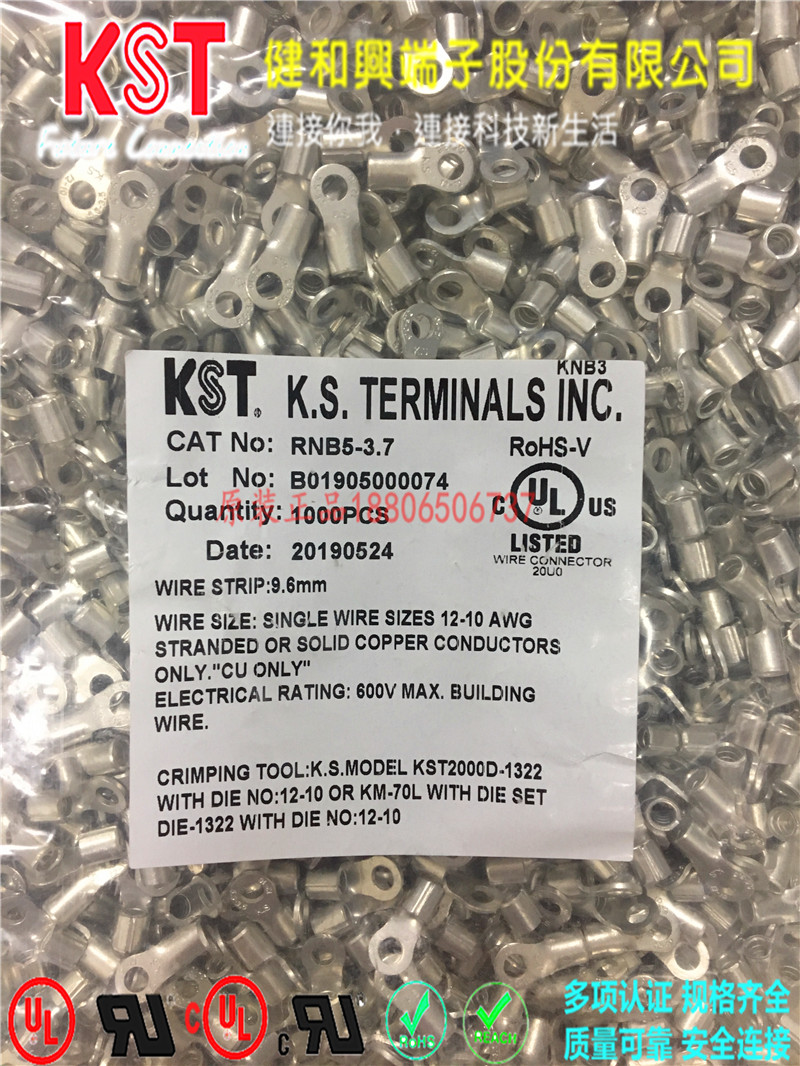 KST
健和興端子股份有限公司
Future Connection
連接你我 連接科技新生活
KNB3
KST® K.S. TERMINALS INC.
CAT No: RNB5-3.7 RoHS-V
Lot No: B01905000074
Quantity: 1000PCS
原装正品18806506737
C UL US
Date: 20190524
LISTED
WIRE CONNECTOR
20U0
WIRE STRIP:9.6mm
WIRE SIZE: SINGLE WIRE SIZES 12-10 AWG
STRANDED OR SOLID COPPER CONDUCTORS
ONLY."CU ONLY"
ELECTRICAL RATING: 600V MAX. BUILDING
WIRE.
CRIMPING TOOL:K.S.MODEL KST2000D-1322
WITH DIE NO:12-10 OR KM-70L WITH DIE SET
DIE-1322 WITH DIE NO:12-10
UL c RU UL c RU RoHS REACH
多项认证 规格齐全
质量可靠 安全连接